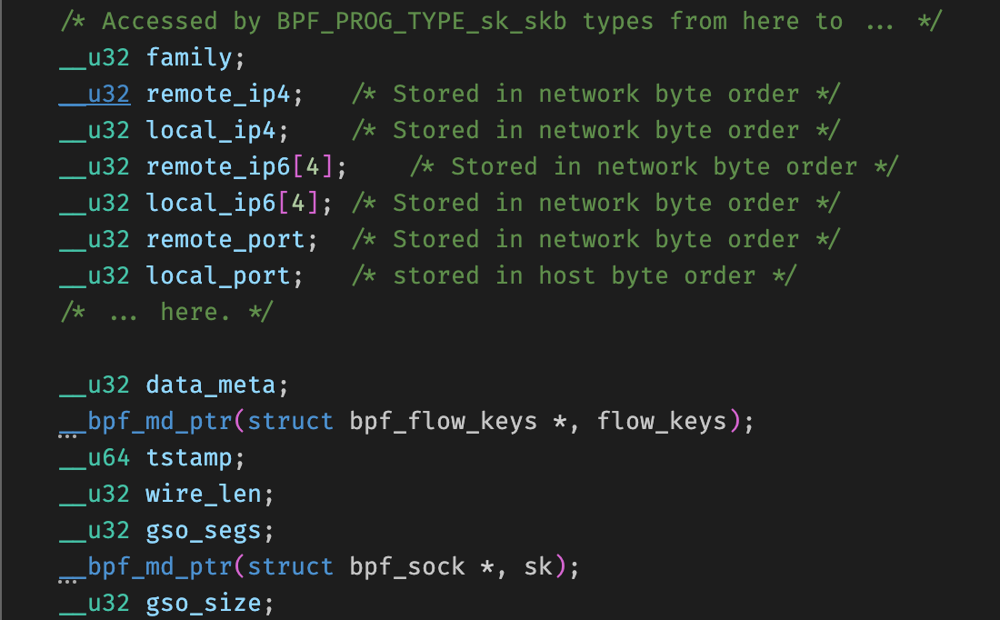 /* Accessed by BPF_PROG_TYPE_sk_skb types from here to ... */
__u32 family;
__u32 remote_ip4;   /* Stored in network byte order */
__u32 local_ip4;    /* Stored in network byte order */
__u32 remote_ip6[4];    /* Stored in network byte order */
__u32 local_ip6[4]; /* Stored in network byte order */
__u32 remote_port;  /* Stored in network byte order */
__u32 local_port;   /* stored in host byte order */
/* ... here. */
__u32 data_meta;
__bpf_md_ptr(struct bpf_flow_keys *, flow_keys);
__u64 tstamp;
__u32 wire_len;
__u32 gso_segs;
__bpf_md_ptr(struct bpf_sock *, sk);
__u32 gso_size;